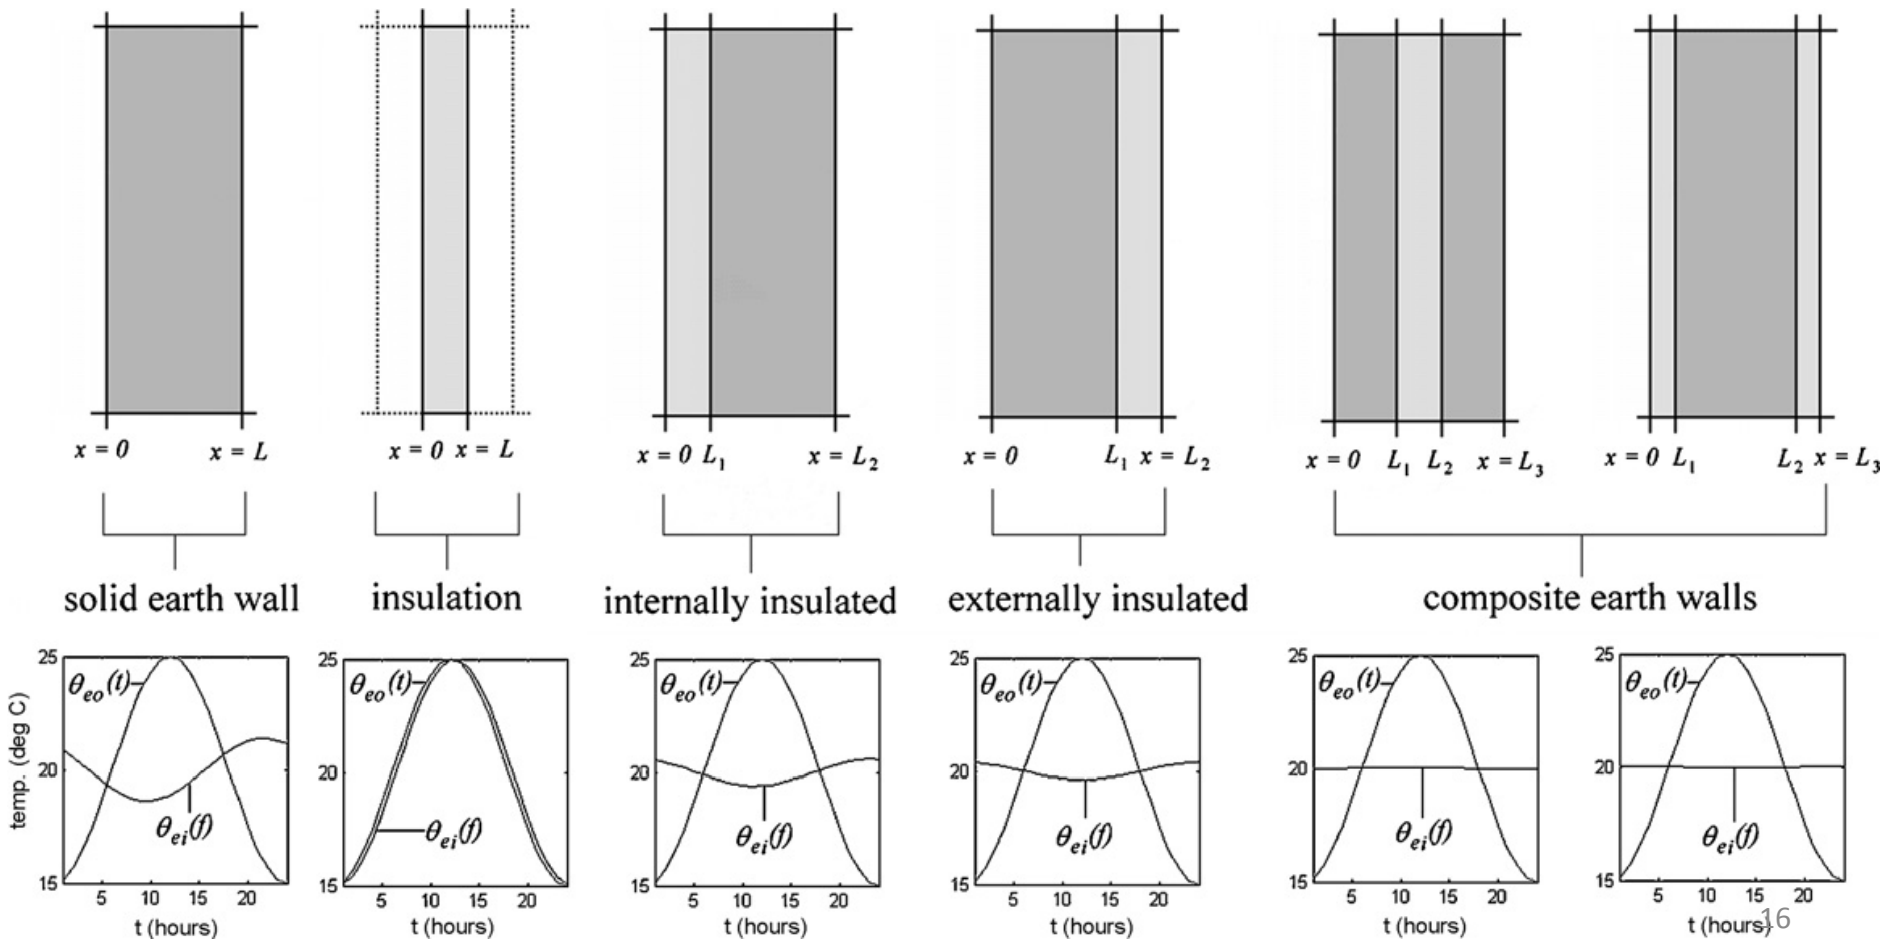 x = 0 x = L
x = 0 x = L
x = 0 L₁ x = L₂
x = 0 L₁ x = L₂
x = 0 L₁ L₂ x = L₃
x = 0 L₁ L₂ x = L₃
solid earth wall
insulation
internally insulated
externally insulated
composite earth walls
temp. (deg C)
25
20
15
θeo(t)
θei(f)
5 10 15 20
t (hours)
25
20
15
θeo(t)
θei(f)
5 10 15 20
t (hours)
25
20
15
θeo(t)
θei(f)
5 10 15 20
t (hours)
25
20
15
θeo(t)
θei(f)
5 10 15 20
t (hours)
25
20
15
θeo(t)
θei(f)
5 10 15 20
t (hours)
25
20
15
θeo(t)
θei(f)
5 10 15 20
t (hours)
16